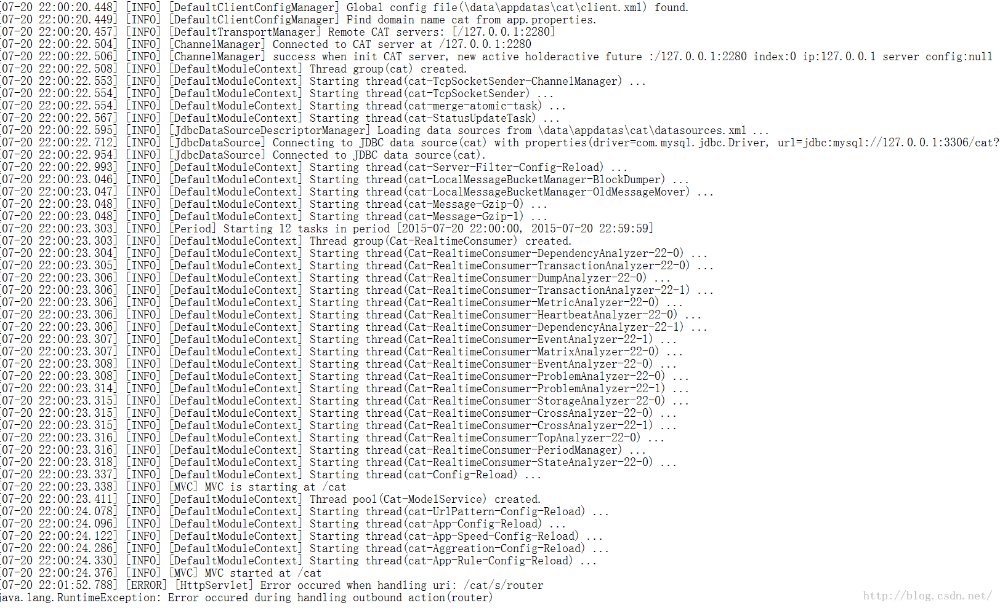 [07-20 22:00:20.448] [INFO] [DefaultClientConfigManager] Global config file(\data\appdatas\cat\client.xml) found.
[07-20 22:00:20.449] [INFO] [DefaultClientConfigManager] Find domain name cat from app.properties.
[07-20 22:00:20.457] [INFO] [DefaultTransportManager] Remote CAT servers: [/127.0.0.1:2280]
[07-20 22:00:22.504] [INFO] [ChannelManager] Connected to CAT server at /127.0.0.1:2280
[07-20 22:00:22.506] [INFO] [ChannelManager] success when init CAT server, new active holderactive future :/127.0.0.1:2280 index:0 ip:127.0.0.1 server config:null
[07-20 22:00:22.508] [INFO] [DefaultModuleContext] Thread group(cat) created.
[07-20 22:00:22.553] [INFO] [DefaultModuleContext] Starting thread(cat-TcpSocketSender-ChannelManager) ...
[07-20 22:00:22.554] [INFO] [DefaultModuleContext] Starting thread(cat-TcpSocketSender) ...
[07-20 22:00:22.554] [INFO] [DefaultModuleContext] Starting thread(cat-merge-atomic-task) ...
[07-20 22:00:22.567] [INFO] [DefaultModuleContext] Starting thread(cat-StatusUpdateTask) ...
[07-20 22:00:22.595] [INFO] [JdbcDataSourceDescriptorManager] Loading data sources from \data\appdatas\cat\datasources.xml ...
[07-20 22:00:22.712] [INFO] [JdbcDataSource] Connecting to JDBC data source(cat) with properties(driver=com.mysql.jdbc.Driver, url=jdbc:mysql://127.0.0.1:3306/cat?
[07-20 22:00:22.954] [INFO] [JdbcDataSource] Connected to JDBC data source(cat).
[07-20 22:00:22.993] [INFO] [DefaultModuleContext] Starting thread(cat-Server-Filter-Config-Reload) ...
[07-20 22:00:23.046] [INFO] [DefaultModuleContext] Starting thread(cat-LocalMessageBucketManager-BlockDumper) ...
[07-20 22:00:23.047] [INFO] [DefaultModuleContext] Starting thread(cat-LocalMessageBucketManager-OldMessageMover) ...
[07-20 22:00:23.048] [INFO] [DefaultModuleContext] Starting thread(cat-Message-Gzip-0) ...
[07-20 22:00:23.048] [INFO] [DefaultModuleContext] Starting thread(cat-Message-Gzip-1) ...
[07-20 22:00:23.303] [INFO] [Period] Starting 12 tasks in period [2015-07-20 22:00:00, 2015-07-20 22:59:59]
[07-20 22:00:23.303] [INFO] [DefaultModuleContext] Thread group(Cat-RealtimeConsumer) created.
[07-20 22:00:23.304] [INFO] [DefaultModuleContext] Starting thread(Cat-RealtimeConsumer-DependencyAnalyzer-22-0) ...
[07-20 22:00:23.305] [INFO] [DefaultModuleContext] Starting thread(Cat-RealtimeConsumer-TransactionAnalyzer-22-0) ...
[07-20 22:00:23.306] [INFO] [DefaultModuleContext] Starting thread(Cat-RealtimeConsumer-DumpAnalyzer-22-0) ...
[07-20 22:00:23.306] [INFO] [DefaultModuleContext] Starting thread(Cat-RealtimeConsumer-TransactionAnalyzer-22-1) ...
[07-20 22:00:23.306] [INFO] [DefaultModuleContext] Starting thread(Cat-RealtimeConsumer-MetricAnalyzer-22-0) ...
[07-20 22:00:23.306] [INFO] [DefaultModuleContext] Starting thread(Cat-RealtimeConsumer-HeartbeatAnalyzer-22-0) ...
[07-20 22:00:23.306] [INFO] [DefaultModuleContext] Starting thread(Cat-RealtimeConsumer-DependencyAnalyzer-22-1) ...
[07-20 22:00:23.307] [INFO] [DefaultModuleContext] Starting thread(Cat-RealtimeConsumer-EventAnalyzer-22-1) ...
[07-20 22:00:23.307] [INFO] [DefaultModuleContext] Starting thread(Cat-RealtimeConsumer-MatrixAnalyzer-22-0) ...
[07-20 22:00:23.308] [INFO] [DefaultModuleContext] Starting thread(Cat-RealtimeConsumer-EventAnalyzer-22-0) ...
[07-20 22:00:23.308] [INFO] [DefaultModuleContext] Starting thread(Cat-RealtimeConsumer-ProblemAnalyzer-22-0) ...
[07-20 22:00:23.314] [INFO] [DefaultModuleContext] Starting thread(Cat-RealtimeConsumer-ProblemAnalyzer-22-1) ...
[07-20 22:00:23.315] [INFO] [DefaultModuleContext] Starting thread(Cat-RealtimeConsumer-StorageAnalyzer-22-0) ...
[07-20 22:00:23.315] [INFO] [DefaultModuleContext] Starting thread(Cat-RealtimeConsumer-CrossAnalyzer-22-0) ...
[07-20 22:00:23.315] [INFO] [DefaultModuleContext] Starting thread(Cat-RealtimeConsumer-CrossAnalyzer-22-1) ...
[07-20 22:00:23.316] [INFO] [DefaultModuleContext] Starting thread(Cat-RealtimeConsumer-TopAnalyzer-22-0) ...
[07-20 22:00:23.316] [INFO] [DefaultModuleContext] Starting thread(Cat-RealtimeConsumer-PeriodManager) ...
[07-20 22:00:23.318] [INFO] [DefaultModuleContext] Starting thread(Cat-RealtimeConsumer-StateAnalyzer-22-0) ...
[07-20 22:00:23.337] [INFO] [DefaultModuleContext] Starting thread(cat-Config-Reload) ...
[07-20 22:00:23.338] [INFO] [MVC] MVC is starting at /cat
[07-20 22:00:23.411] [INFO] [DefaultModuleContext] Thread pool(Cat-ModelService) created.
[07-20 22:00:24.078] [INFO] [DefaultModuleContext] Starting thread(cat-UrlPattern-Config-Reload) ...
[07-20 22:00:24.096] [INFO] [DefaultModuleContext] Starting thread(cat-App-Config-Reload) ...
[07-20 22:00:24.122] [INFO] [DefaultModuleContext] Starting thread(cat-App-Speed-Config-Reload) ...
[07-20 22:00:24.286] [INFO] [DefaultModuleContext] Starting thread(cat-Aggreation-Config-Reload) ...
[07-20 22:00:24.330] [INFO] [DefaultModuleContext] Starting thread(cat-App-Rule-Config-Reload) ...
[07-20 22:00:24.376] [INFO] [MVC] MVC started at /cat
[07-20 22:01:52.788] [ERROR] [HttpServlet] Error occured when handling uri: /cat/s/router
java.lang.RuntimeException: Error occured during handling outbound action(router)
http://blog.csdn.net/